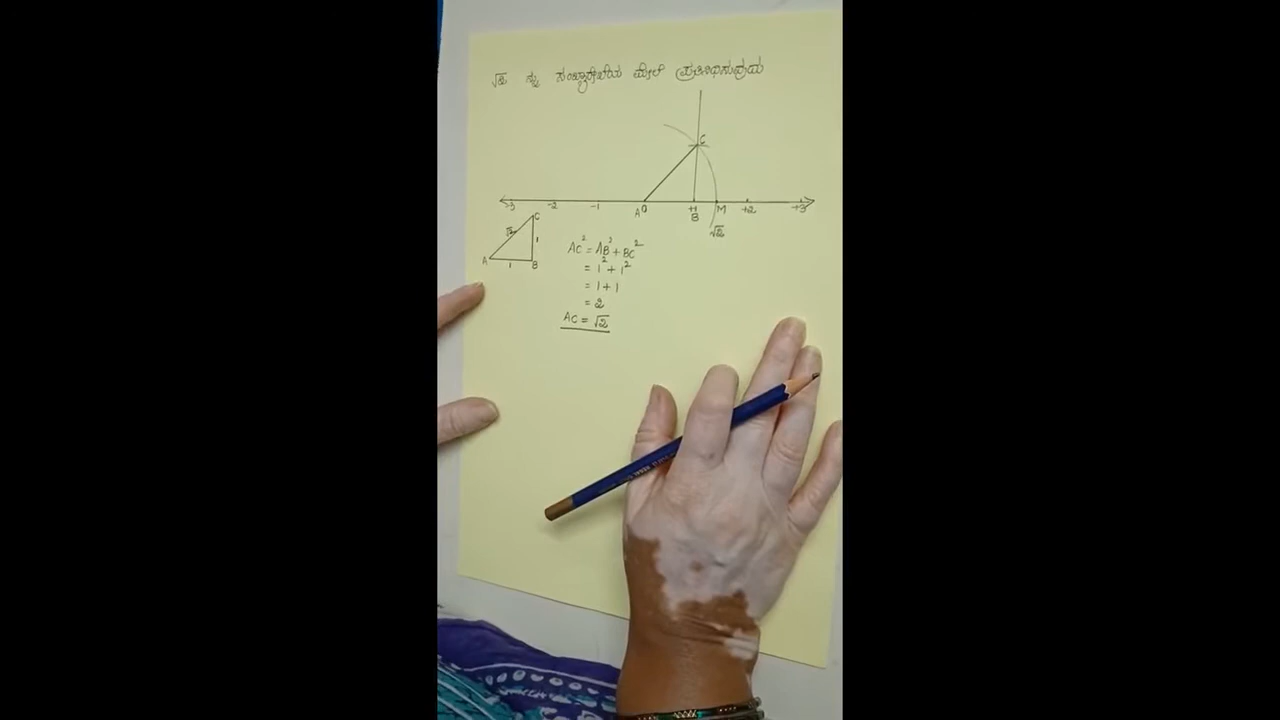 √2 ನ್ನು ಸಂಖ್ಯಾರೇಖೆಯ ಮೇಲೆ ಪ್ರತಿನಿಧಿಸುವುದು
C
-3 -2 -1 A 0 +1 M +2 +3
B √2
C
√2 1
A 1 B
AC² = AB² + BC²
= 1² + 1²
= 1 + 1
= 2
AC = √2